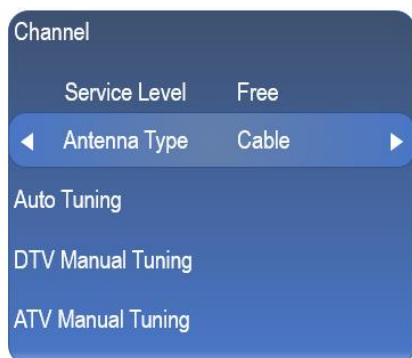 Channel
Service Level Free
Antenna Type Cable
Auto Tuning
DTV Manual Tuning
ATV Manual Tuning